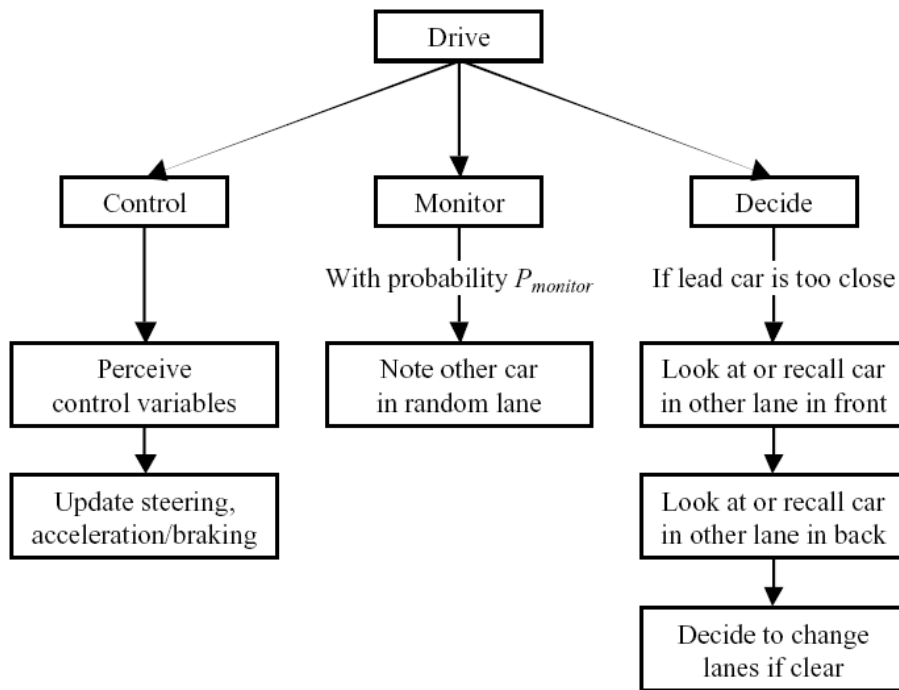 Drive
Control
Monitor
Decide
With probability P_monitor
If lead car is too close
Perceive
control variables
Note other car
in random lane
Look at or recall car
in other lane in front
Update steering,
acceleration/braking
Look at or recall car
in other lane in back
Decide to change
lanes if clear